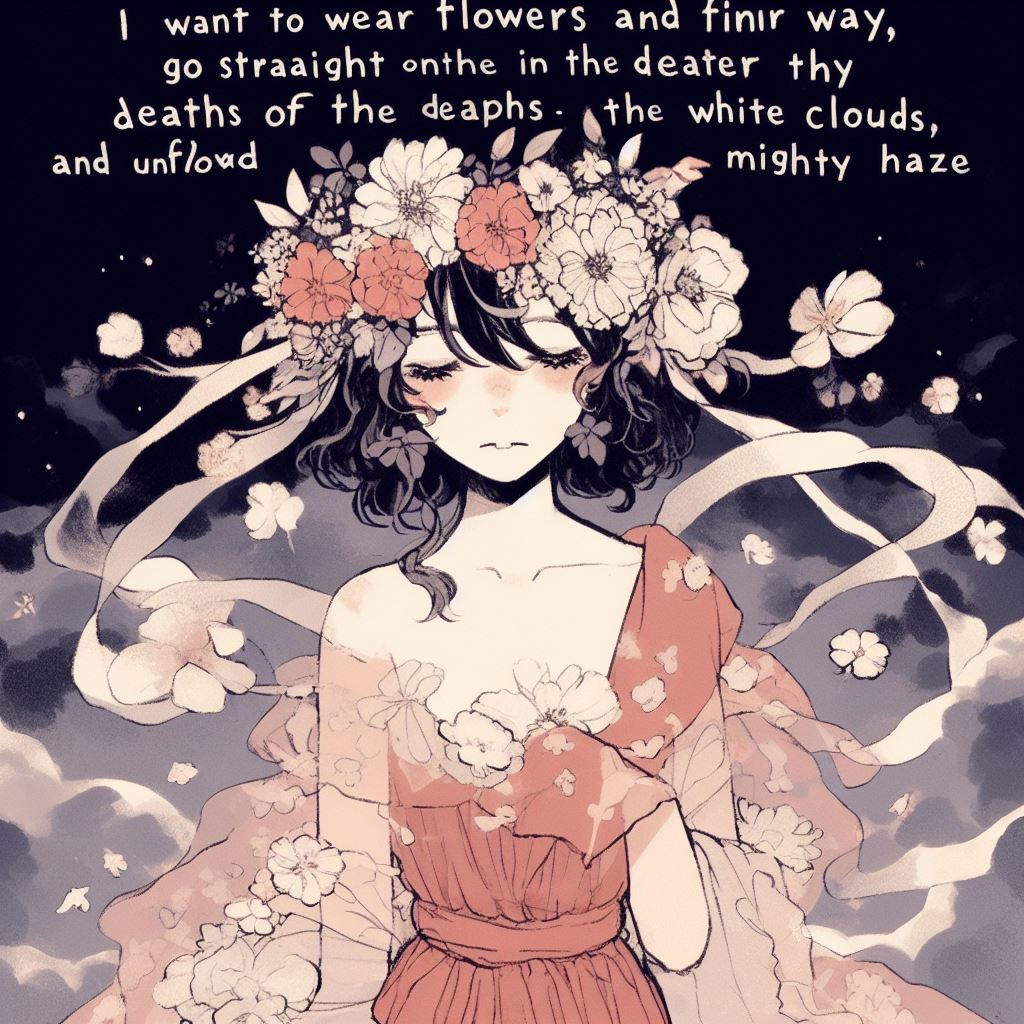 I want to wear flowers and finir way,
go straaight onthe in the deater thy
deaths of the deaphs. the white clouds,
and unflowd mighty haze